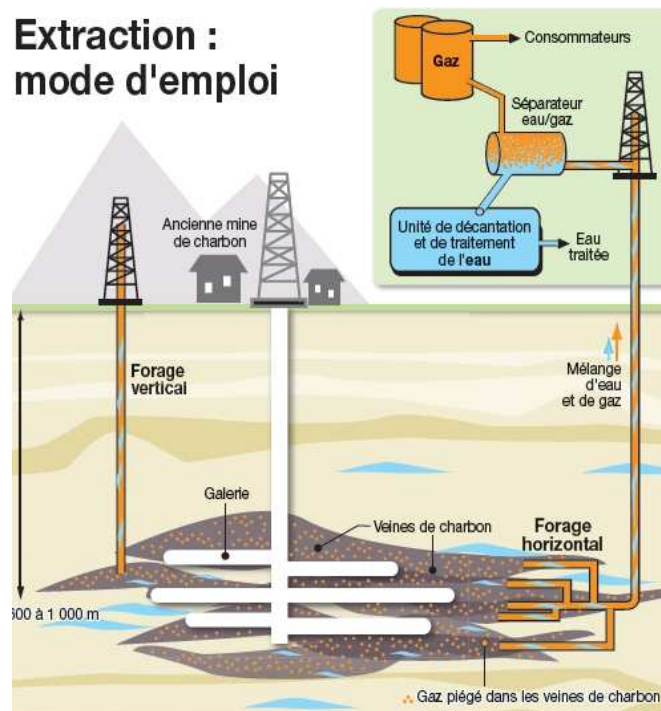 Extraction :
mode d'emploi
Gaz
Consommateurs
Séparateur
eau/gaz
Unité de décantation
et de traitement
de l'eau
Eau
traitée
Ancienne mine
de charbon
Forage
vertical
Mélange
d'eau
et de gaz
Galerie
Veines de charbon
Forage
horizontal
à 1 000 m
Gaz piégé dans les veines de charbon